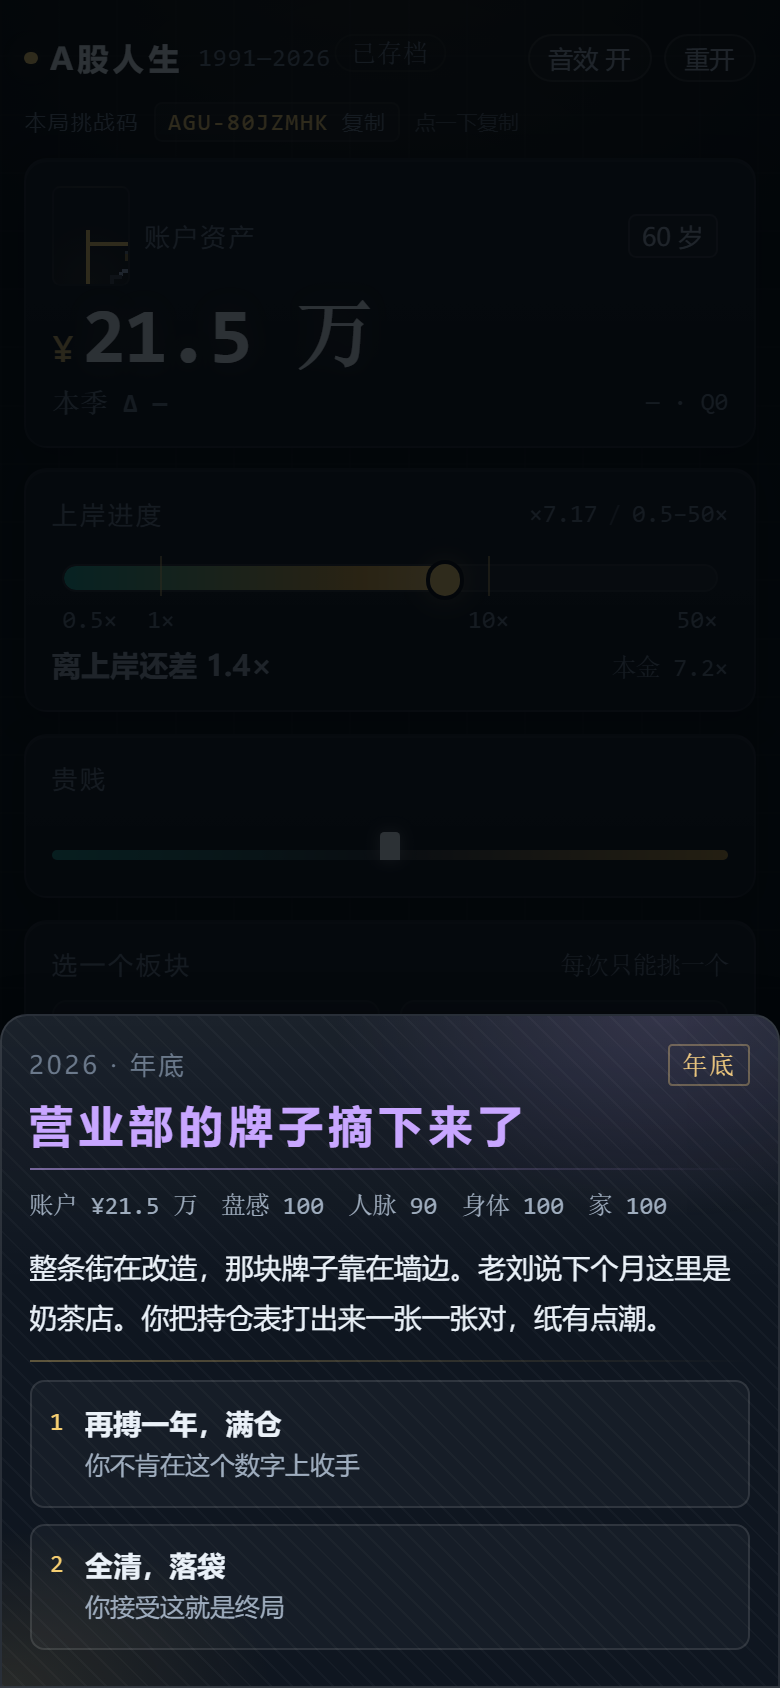 A股人生 1991—2026 已存档 音效 开 重开
本局挑战码 AGU-80JZMHK 复制 点一下复制
账户资产 60 岁
¥21.5 万
本季 Δ — — · Q0
上岸进度 ×7.17 / 0.5–50×
0.5× 1× 10× 50×
离上岸还差 1.4× 本金 7.2×
贵贱
选一个板块 每次只能挑一个
2026 · 年底 年底
营业部的牌子摘下来了
账户 ¥21.5 万 盘感 100 人脉 90 身体 100 家 100
整条街在改造，那块牌子靠在墙边。老刘说下个月这里是
奶茶店。你把持仓表打出来一张一张对，纸有点潮。
1 再搏一年，满仓
你不肯在这个数字上收手
2 全清，落袋
你接受这就是终局